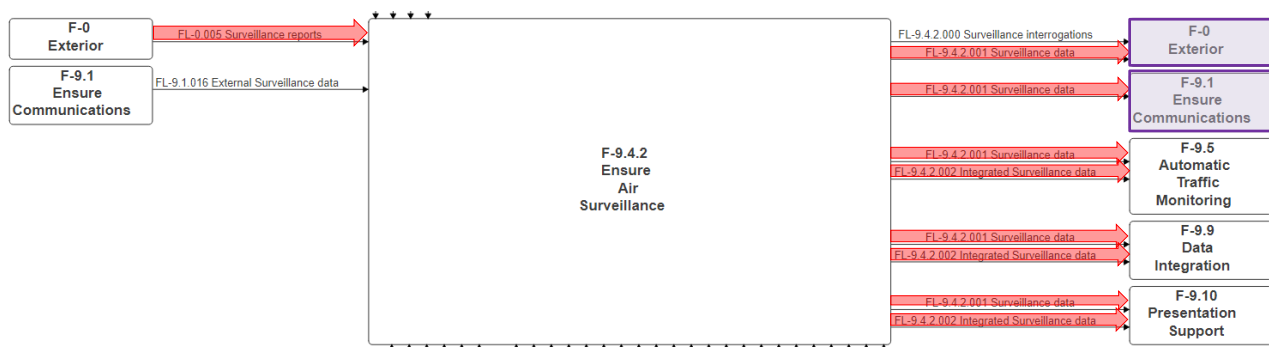 F-0
Exterior
FL-0.005 Surveillance reports
F-9.1
Ensure
Communications
FL-9.1.016 External Surveillance data
F-9.4.2
Ensure
Air
Surveillance
FL-9.4.2.000 Surveillance interrogations
FL-9.4.2.001 Surveillance data
F-0
Exterior
FL-9.4.2.001 Surveillance data
F-9.1
Ensure
Communications
FL-9.4.2.001 Surveillance data
FL-9.4.2.002 Integrated Surveillance data
F-9.5
Automatic
Traffic
Monitoring
FL-9.4.2.001 Surveillance data
FL-9.4.2.002 Integrated Surveillance data
F-9.9
Data
Integration
FL-9.4.2.001 Surveillance data
FL-9.4.2.002 Integrated Surveillance data
F-9.10
Presentation
Support